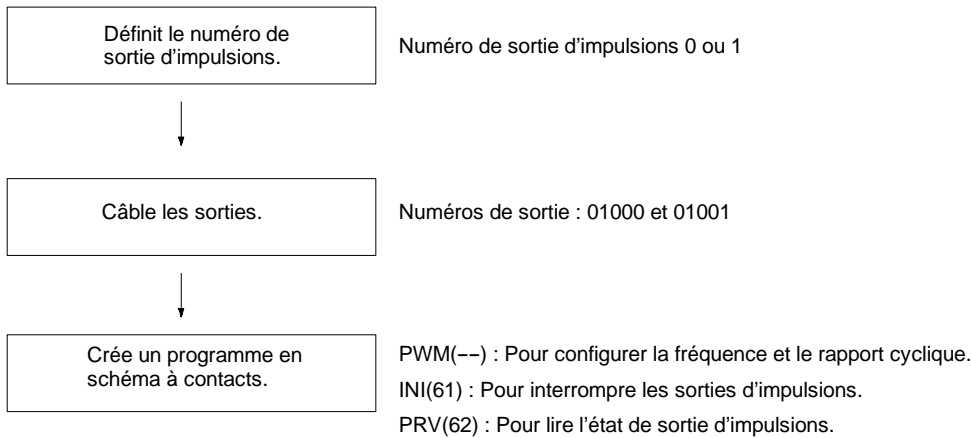 Définit le numéro de
sortie d'impulsions.
Numéro de sortie d'impulsions 0 ou 1
Câble les sorties.
Numéros de sortie : 01000 et 01001
Crée un programme en
schéma à contacts.
PWM(--) : Pour configurer la fréquence et le rapport cyclique.
INI(61) : Pour interrompre les sorties d'impulsions.
PRV(62) : Pour lire l'état de sortie d'impulsions.